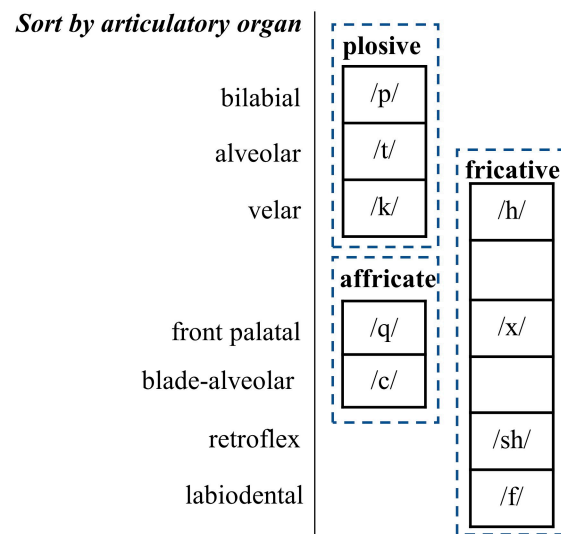 Sort by articulatory organ
plosive
bilabial /p/
alveolar /t/
fricative
velar /k/ /h/
affricate
front palatal /q/ /x/
blade-alveolar /c/
retroflex /sh/
labiodental /f/